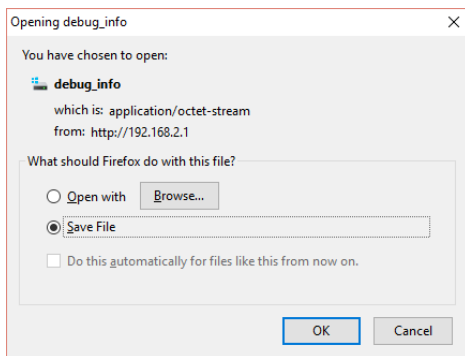 Opening debug_info
You have chosen to open:
debug_info
which is: application/octet-stream
from: http://192.168.2.1
What should Firefox do with this file?
Open with
Browse...
Save File
Do this automatically for files like this from now on.
OK
Cancel